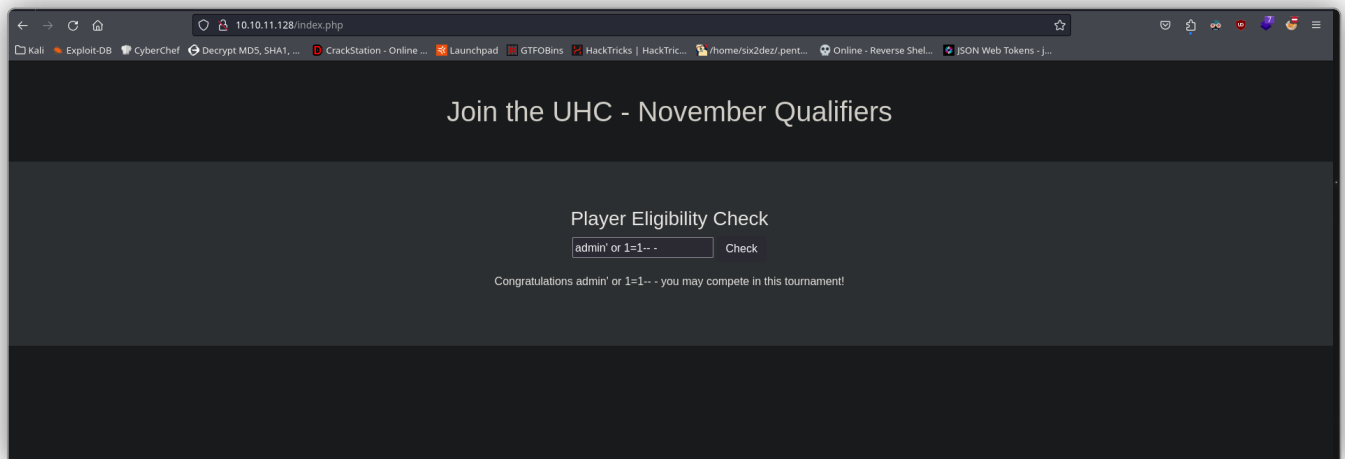 10.10.11.128/index.php
7
Kali Exploit-DB CyberChef Decrypt MD5, SHA1, ... CrackStation - Online ... Launchpad GTFOBins HackTricks | HackTric... /home/six2dez/.pent... Online - Reverse Shel... JSON Web Tokens - j...
Join the UHC - November Qualifiers
Player Eligibility Check
admin' or 1=1-- - Check
Congratulations admin' or 1=1-- - you may compete in this tournament!